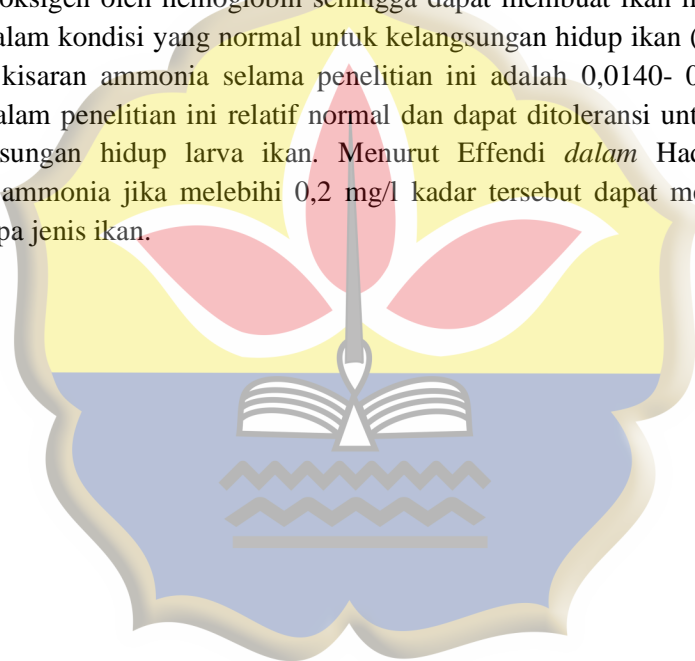 oksigen oleh hemoglobin sehingga dapat membuat ikan
alam kondisi yang normal untuk kelangsungan hidup ikan (
kisaran ammonia selama penelitian ini adalah 0,0140- 0
alam penelitian ini relatif normal dan dapat ditoleransi
sungan hidup larva ikan. Menurut Effendi dalam
ammonia jika melebihi 0,2 mg/l kadar tersebut dapat
pa jenis ikan.